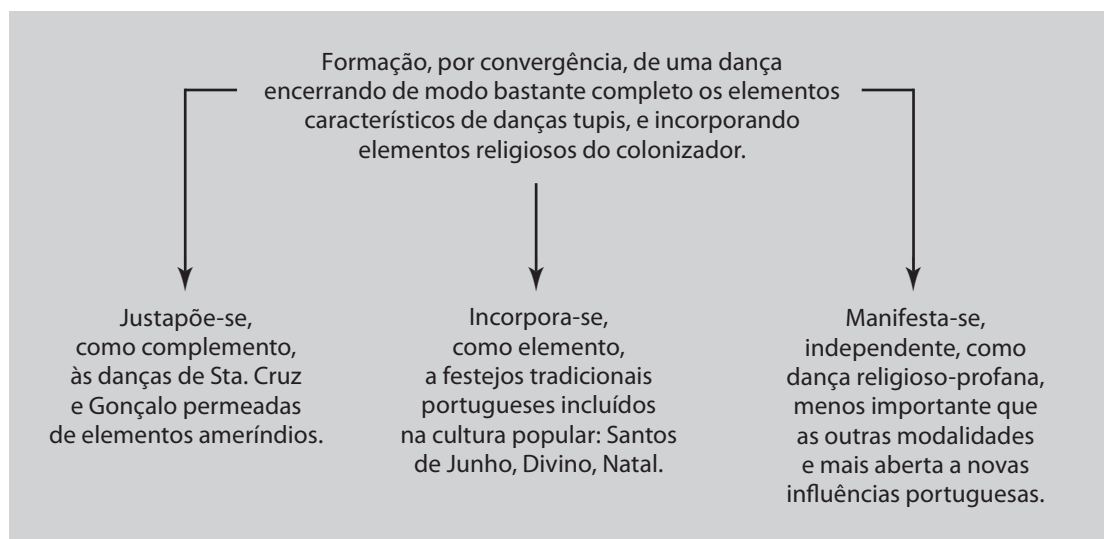 Formação, por convergência, de uma dança
encerrando de modo bastante completo os elementos
característicos de danças tupis, e incorporando
elementos religiosos do colonizador.
Justapõe-se,
como complemento,
às danças de Sta. Cruz
e Gonçalo permeadas
de elementos ameríndios.
Incorpora-se,
como elemento,
a festejos tradicionais
portugueses incluídos
na cultura popular: Santos
de Junho, Divino, Natal.
Manifesta-se,
independente, como
dança religioso-profana,
menos importante que
as outras modalidades
e mais aberta a novas
influências portuguesas.